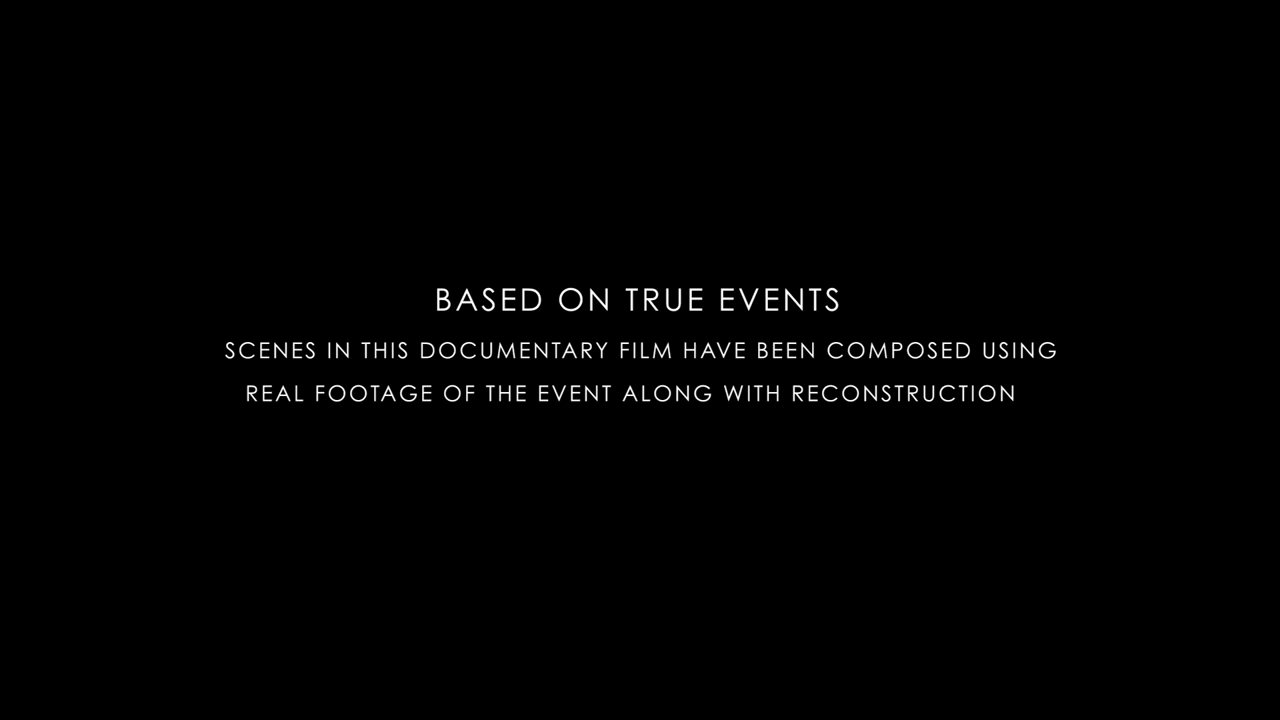 BASED ON TRUE EVENTS
SCENES IN THIS DOCUMENTARY FILM HAVE BEEN COMPOSED USING
REAL FOOTAGE OF THE EVENT ALONG WITH RECONSTRUCTION